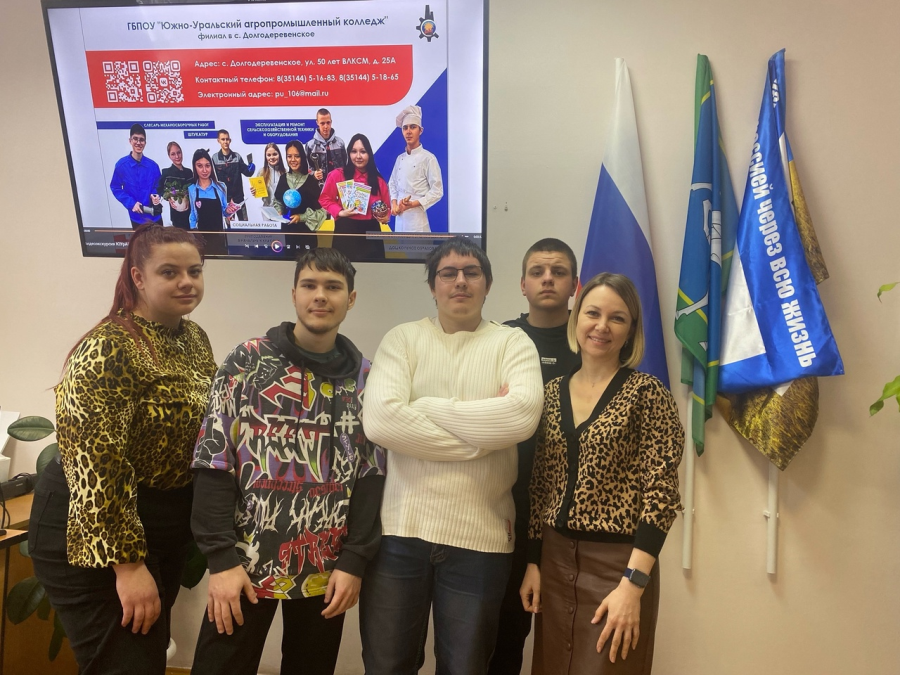 ГБПОУ "Южно-Уральский агропромышленный колледж"
филиал в с. Долгодеревенское
Адрес: с. Долгодеревенское, ул. 50 лет ВЛКСМ, д. 25А
Контактный телефон: 8(35144) 5-16-83, 8(35144) 5-18-65
Электронный адрес: pu_106@mail.ru
СЛЕСАРЬ МЕХАНОСБОРОЧНЫХ РАБОТ
ШТУКАТУР
ЭКСПЛУАТАЦИЯ И РЕМОНТ
СЕЛЬСКОХОЗЯЙСТВЕННОЙ ТЕХНИКИ
И ОБОРУДОВАНИЯ
СОЦИАЛЬНАЯ РАБОТА
через всю жизнь